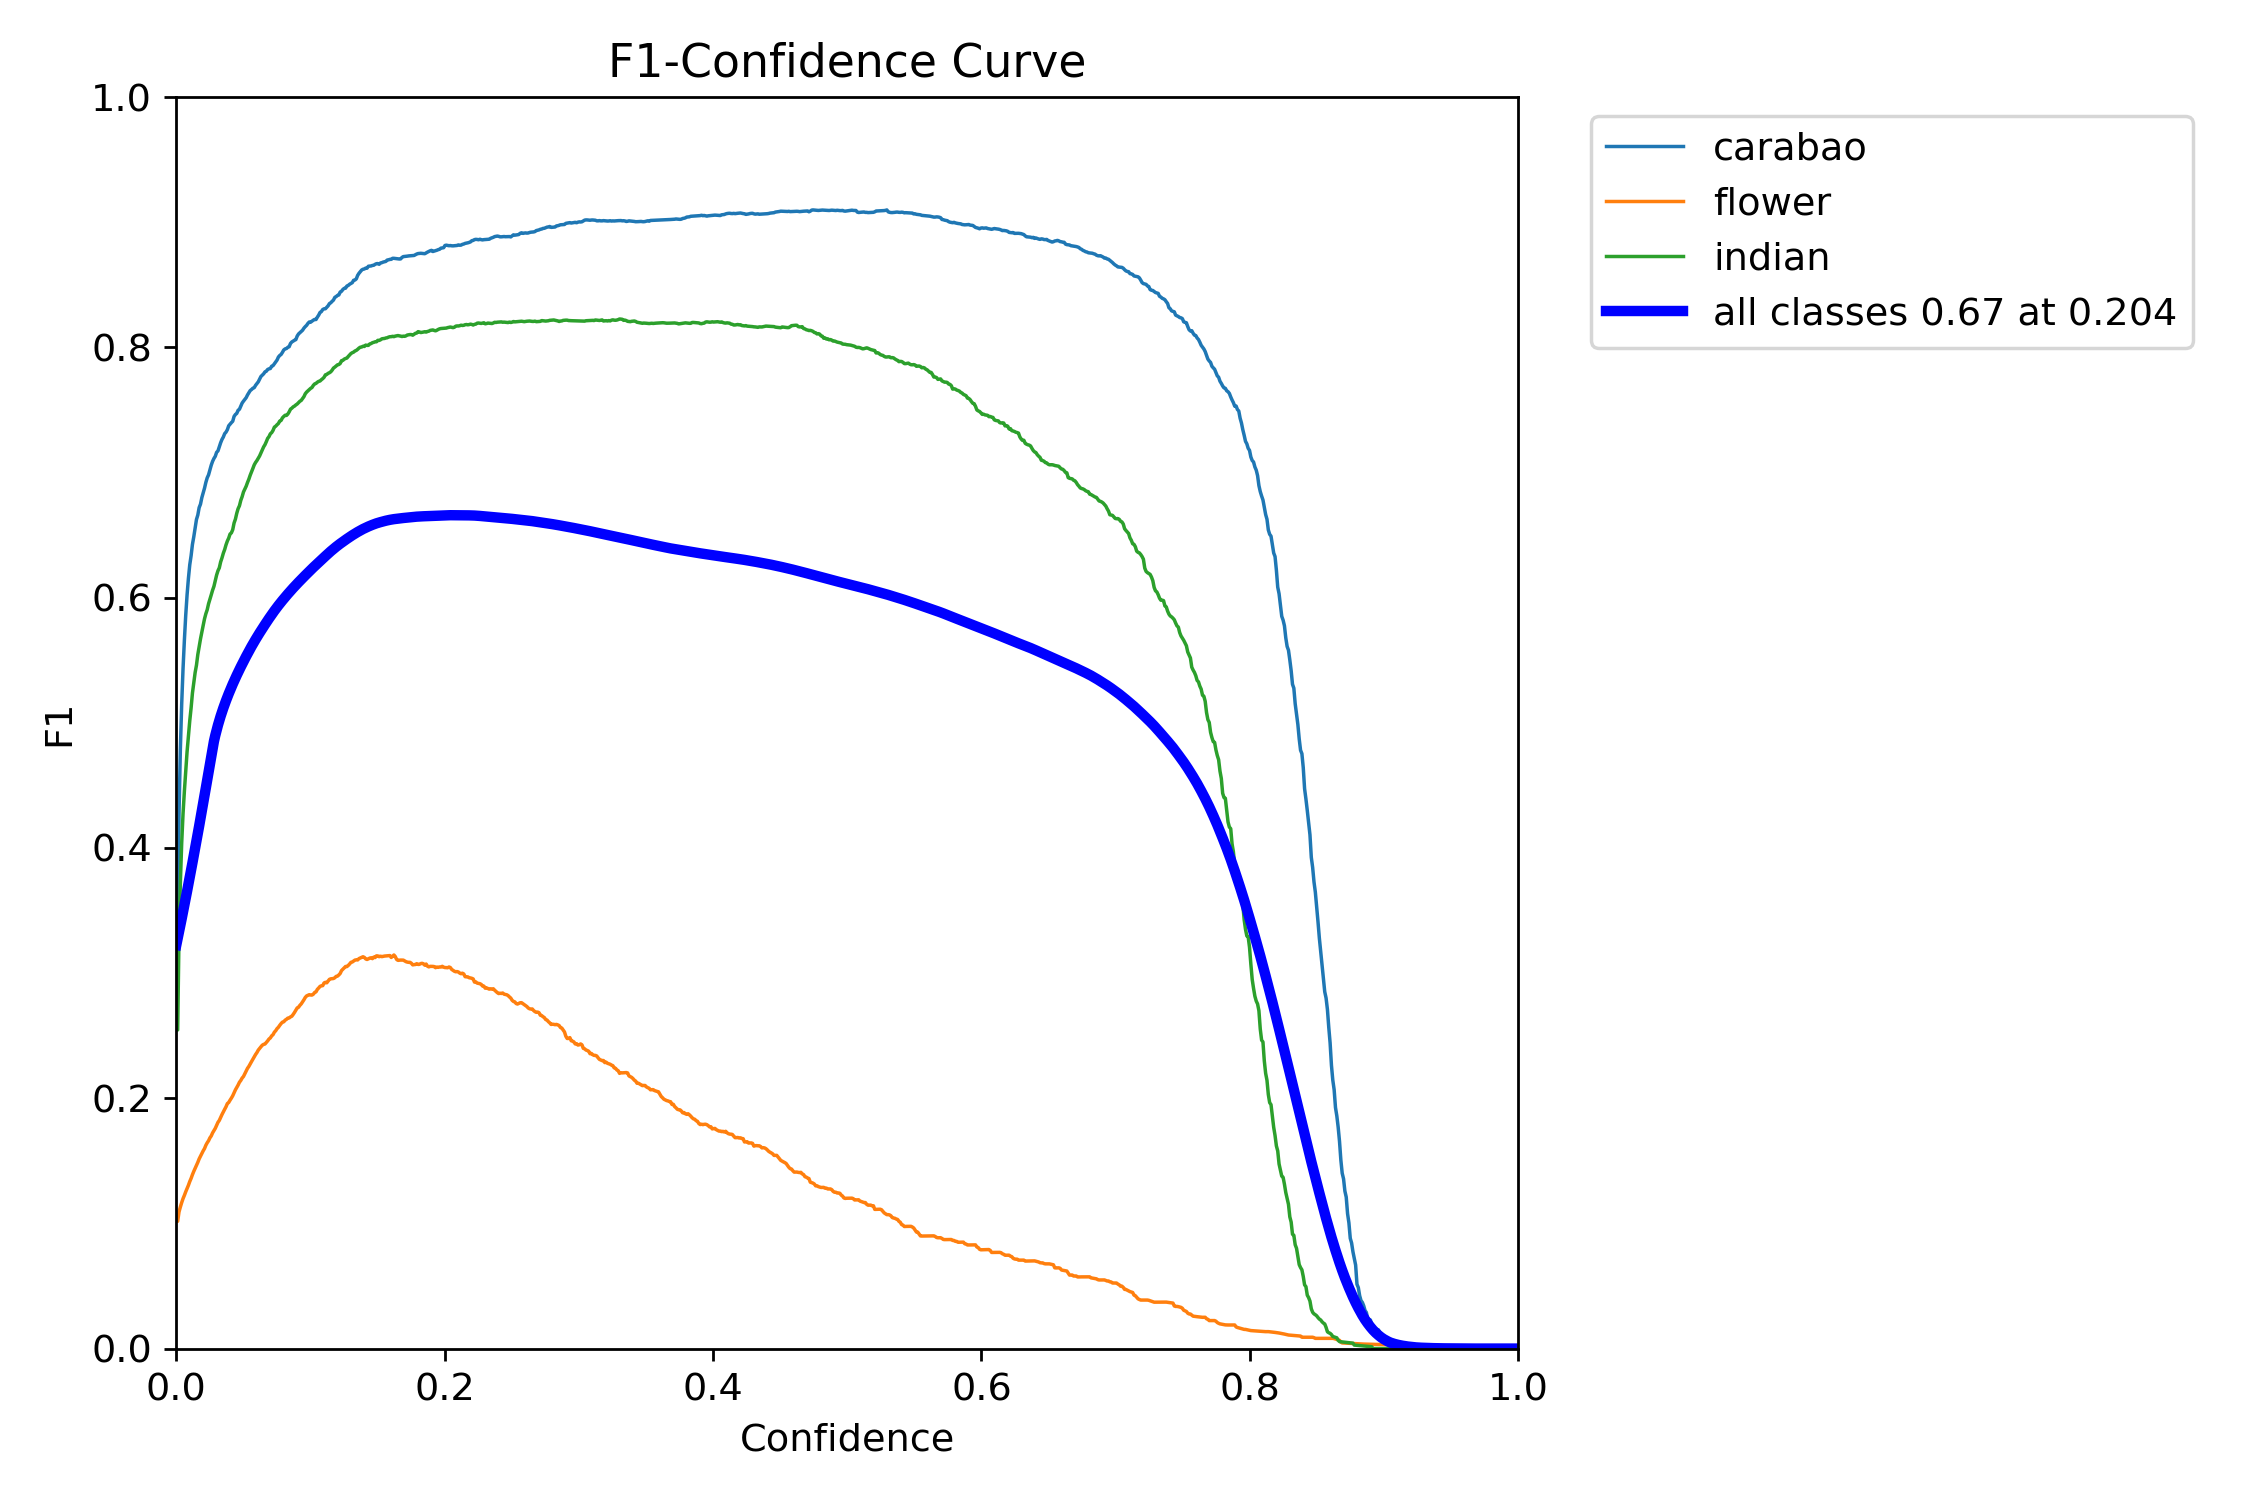 F1-Confidence Curve
1.0
0.8
0.6
0.4
0.2
0.0
F1
0.0 0.2 0.4 0.6 0.8 1.0
Confidence
carabao
flower
indian
all classes 0.67 at 0.204